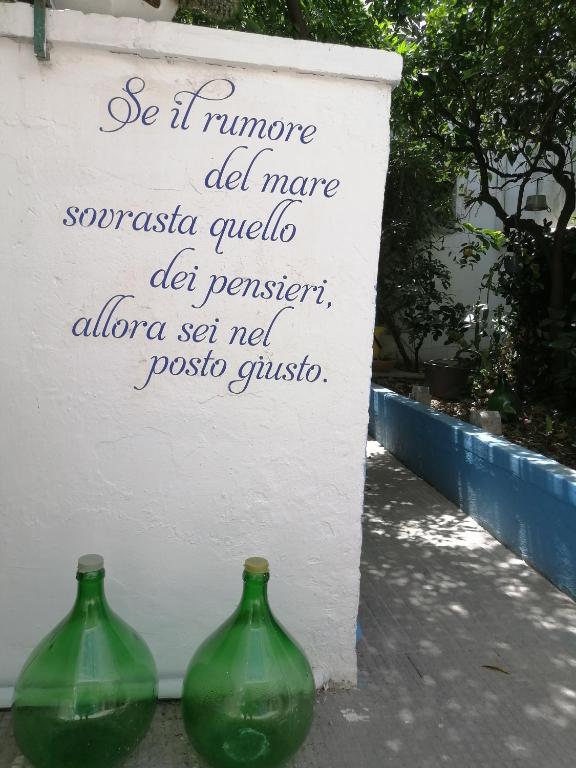 Se il rumore
del mare
sovrasta quello
dei pensieri,
allora sei nel
posto giusto.